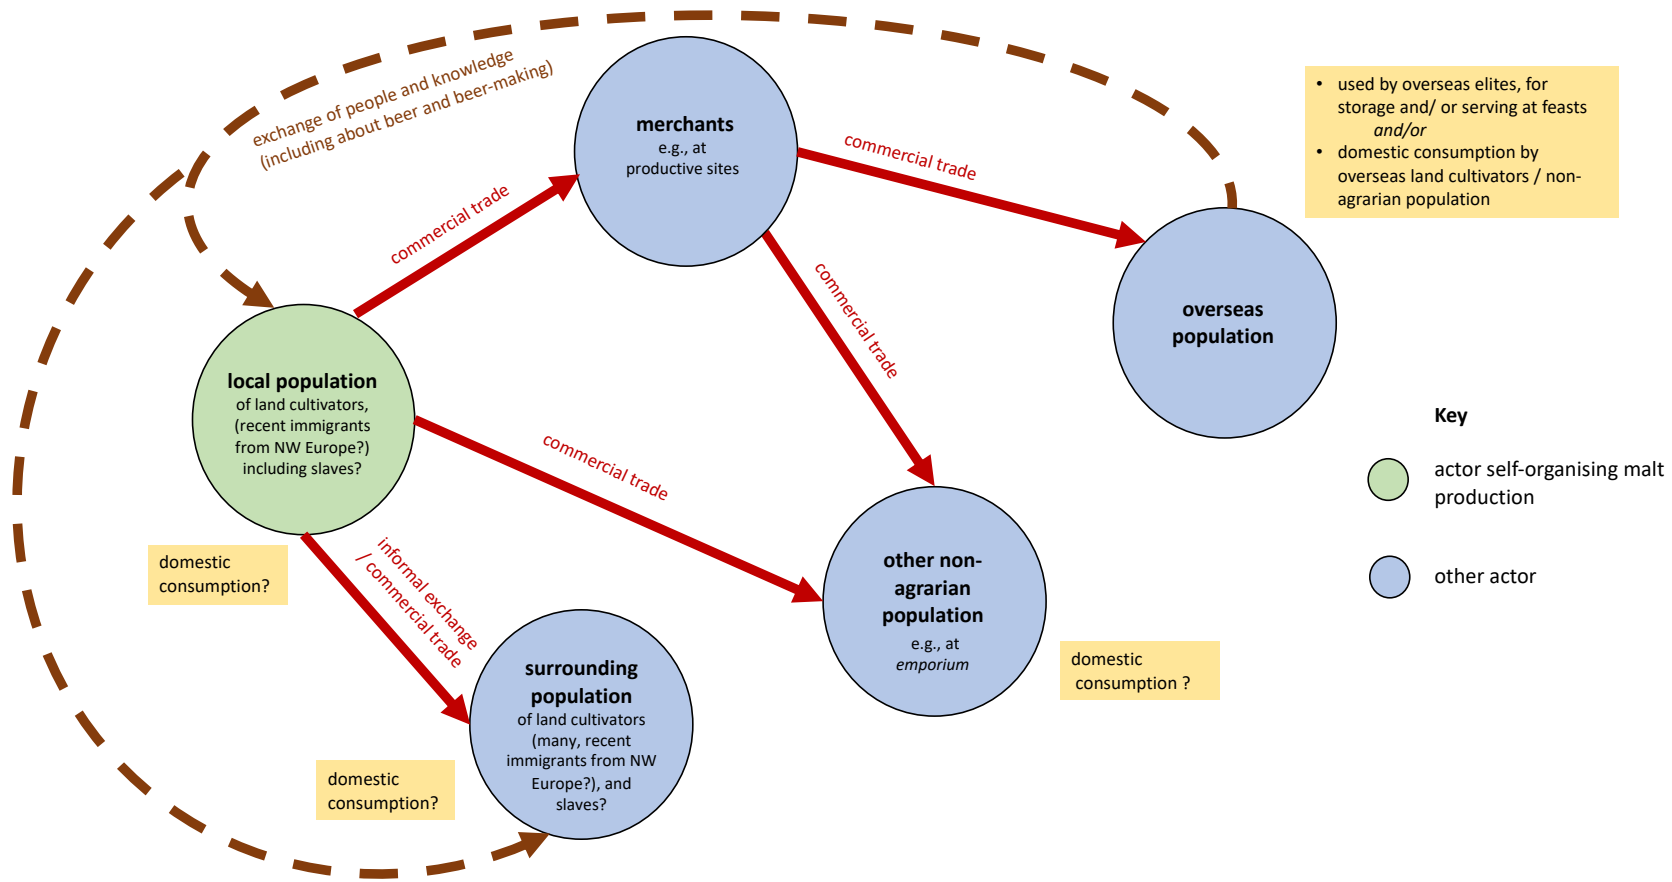 exchange of people and knowledge
(including about beer and beer-making)
merchants
e.g., at
productive sites
commercial trade
commercial trade
commercial trade
• used by overseas elites, for
storage and/ or serving at feasts
and/or
• domestic consumption by
overseas land cultivators / non-
agrarian population
overseas
population
local population
of land cultivators,
(recent immigrants
from NW Europe?)
including slaves?
commercial trade
domestic
consumption?
informal exchange
/ commercial trade
surrounding
population
of land cultivators
(many, recent
immigrants from NW
Europe?), and
slaves?
domestic
consumption?
other non-
agrarian
population
e.g., at
emporium
domestic
consumption ?
Key
actor self-organising malt
production
other actor